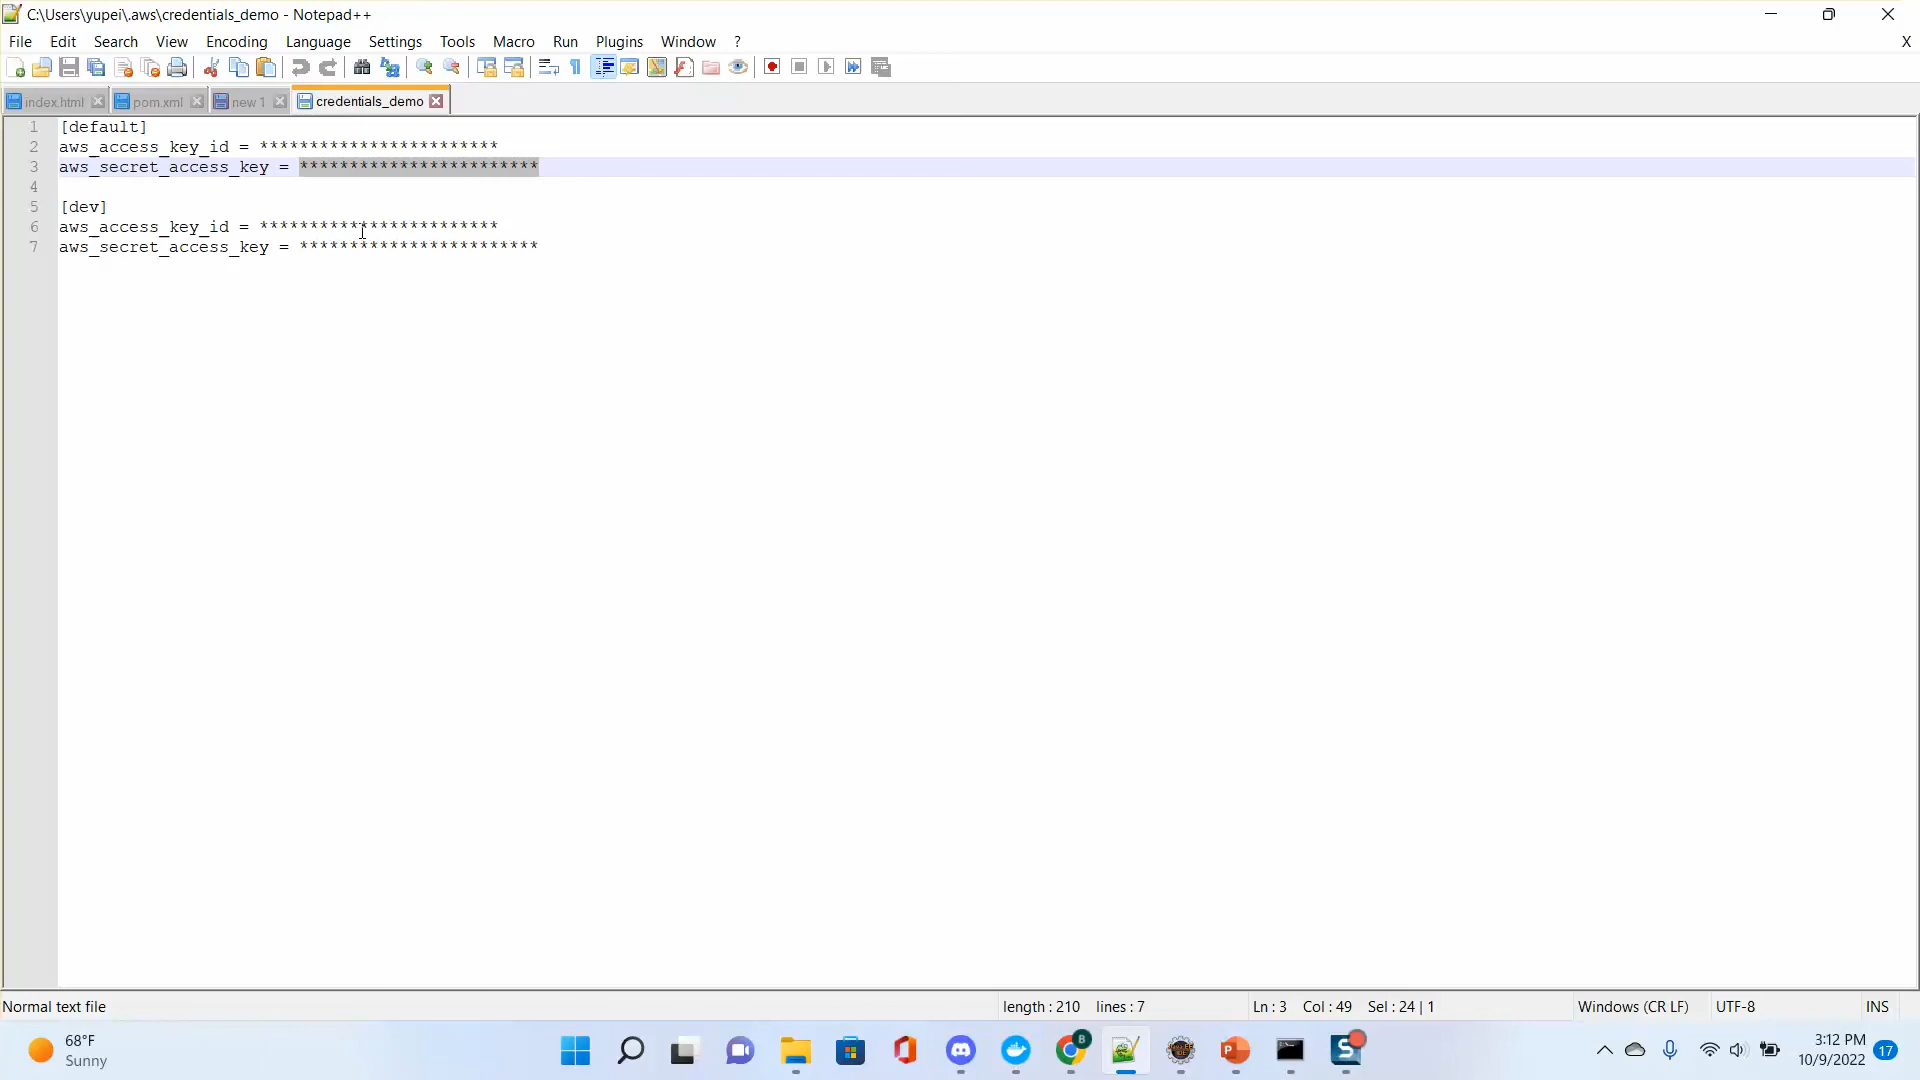 C:\Users\yupei\.aws\credentials_demo - Notepad++
File Edit Search View Encoding Language Settings Tools Macro Run Plugins Window ? X
index.html pom.xml new 1 credentials_demo
1 [default]
2 aws_access_key_id = ************************
3 aws_secret_access_key = ************************
4
5 [dev]
6 aws_access_key_id = ************************
7 aws_secret_access_key = ************************
Normal text file length : 210 lines : 7 Ln : 3 Col : 49 Sel : 24 | 1 Windows (CR LF) UTF-8 INS
68°F
Sunny
3:12 PM
10/9/2022 17